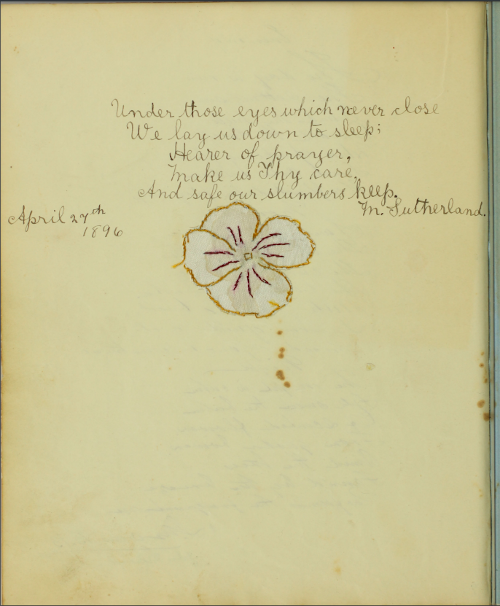 Under those eyes which never close
We lay us down to sleep;
Hearer of prayer,
make us Thy care,
And safe our slumbers keep.
M. Sutherland.
April 27th
1896